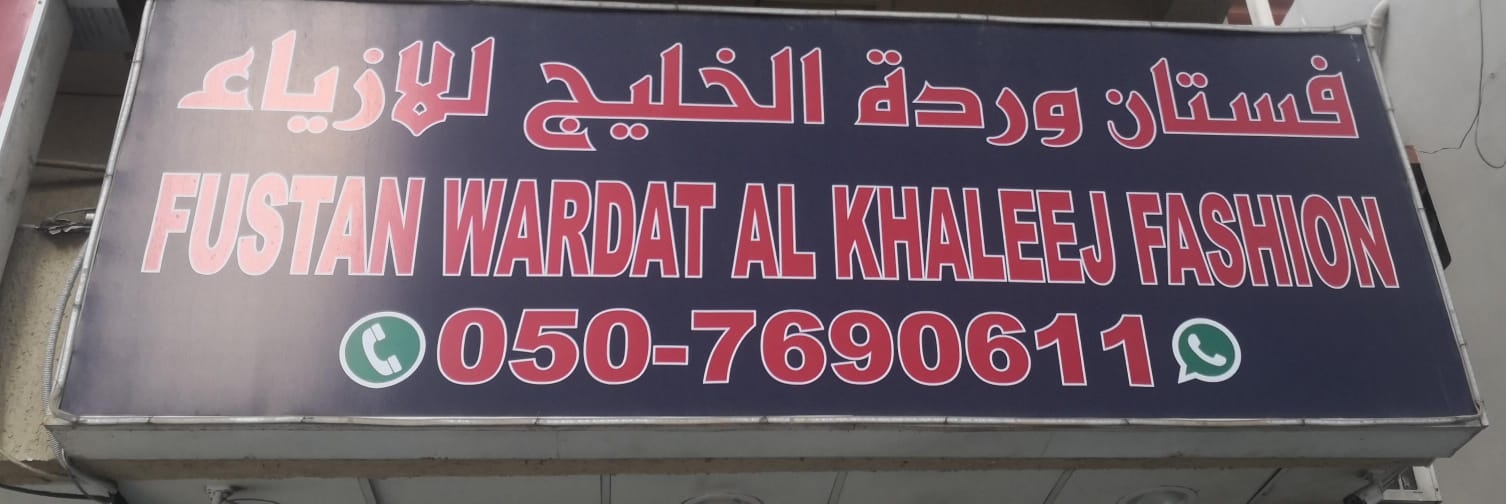 فستان وردة الخليج للازياء
FUSTAN WARDAT AL KHALEEJ FASHION
050-7690611